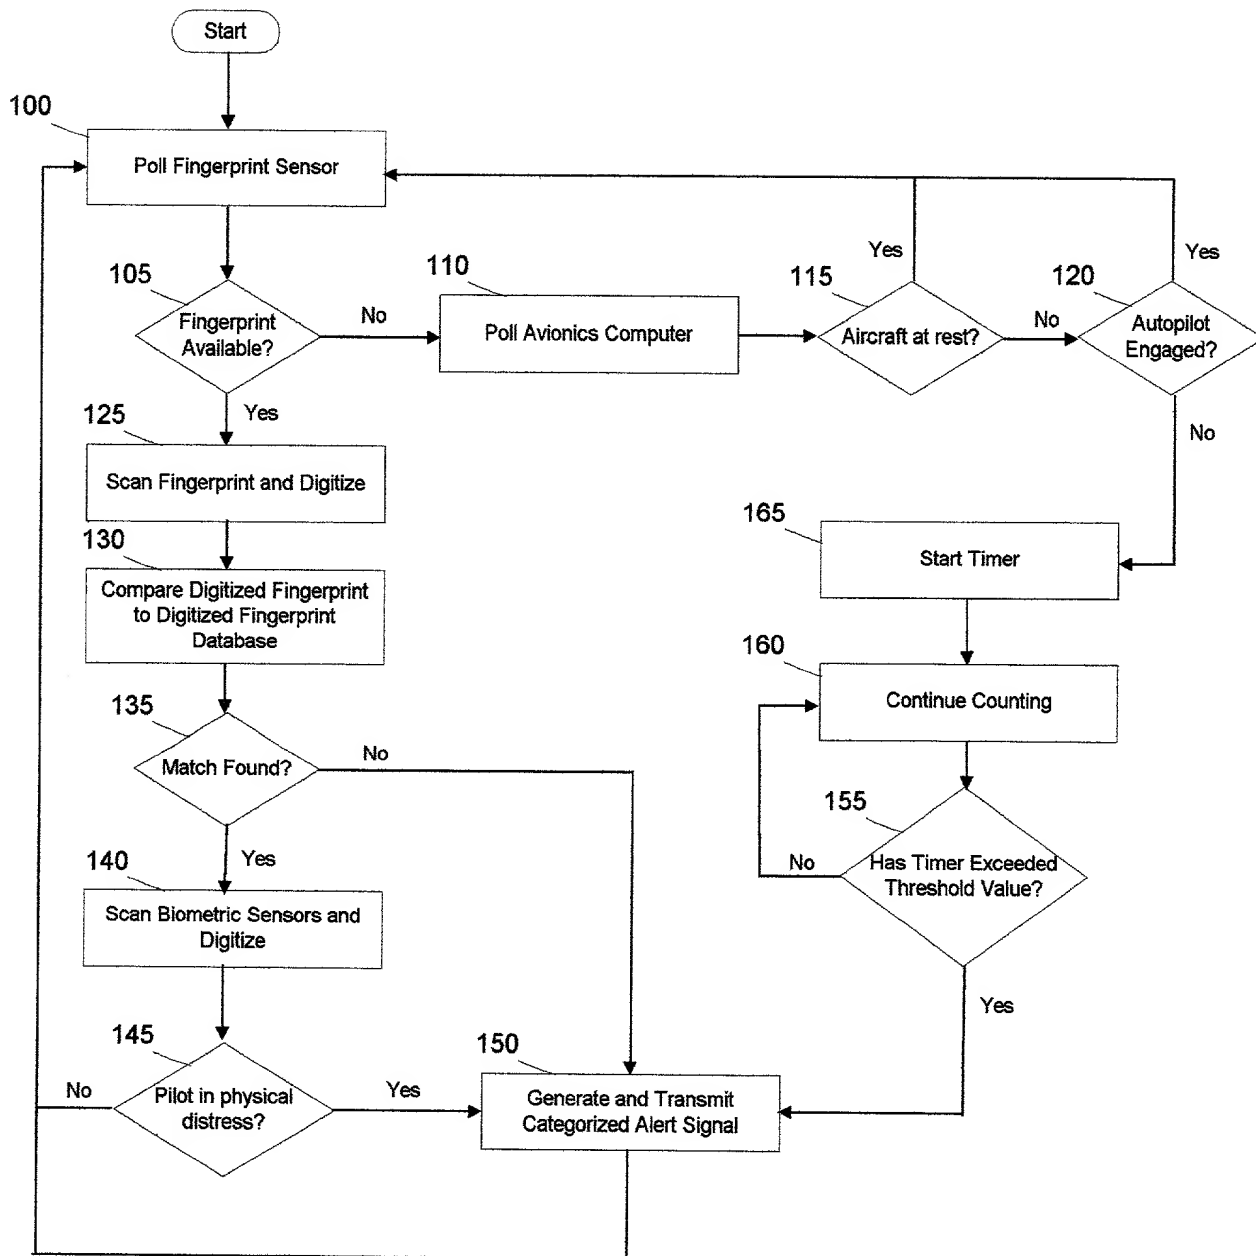 Start
100
Poll Fingerprint Sensor
105
Fingerprint
Available?
No
110
Poll Avionics Computer
115
Aircraft at rest?
Yes
No
120
Autopilot
Engaged?
Yes
No
Yes
125
Scan Fingerprint and Digitize
130
Compare Digitized Fingerprint
to Digitized Fingerprint
Database
135
Match Found?
No
Yes
140
Scan Biometric Sensors and
Digitize
145
Pilot in physical
distress?
No
Yes
150
Generate and Transmit
Categorized Alert Signal
165
Start Timer
160
Continue Counting
155
Has Timer Exceeded
Threshold Value?
No
Yes